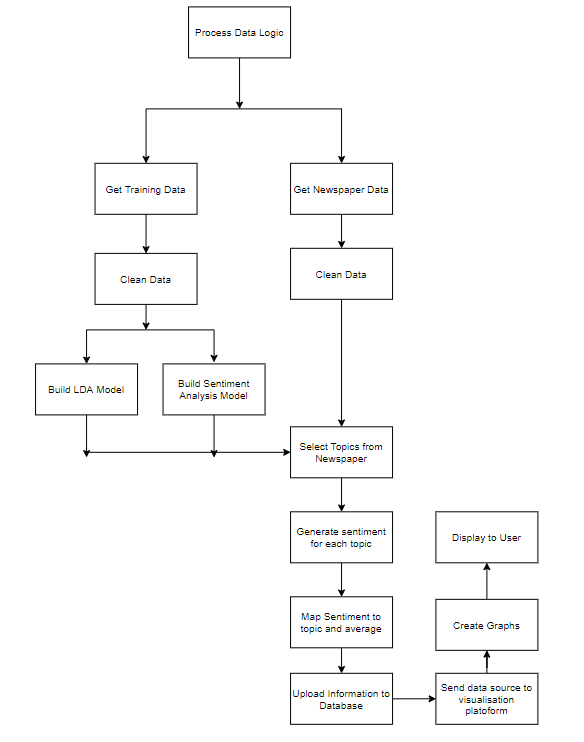 Process Data Logic
Get Training Data
Get Newspaper Data
Clean Data
Clean Data
Build LDA Model
Build Sentiment
Analysis Model
Select Topics from
Newspaper
Generate sentiment
for each topic
Display to User
Map Sentiment to
topic and average
Create Graphs
Upload Information to
Database
Send data source to
visualisation
platoform